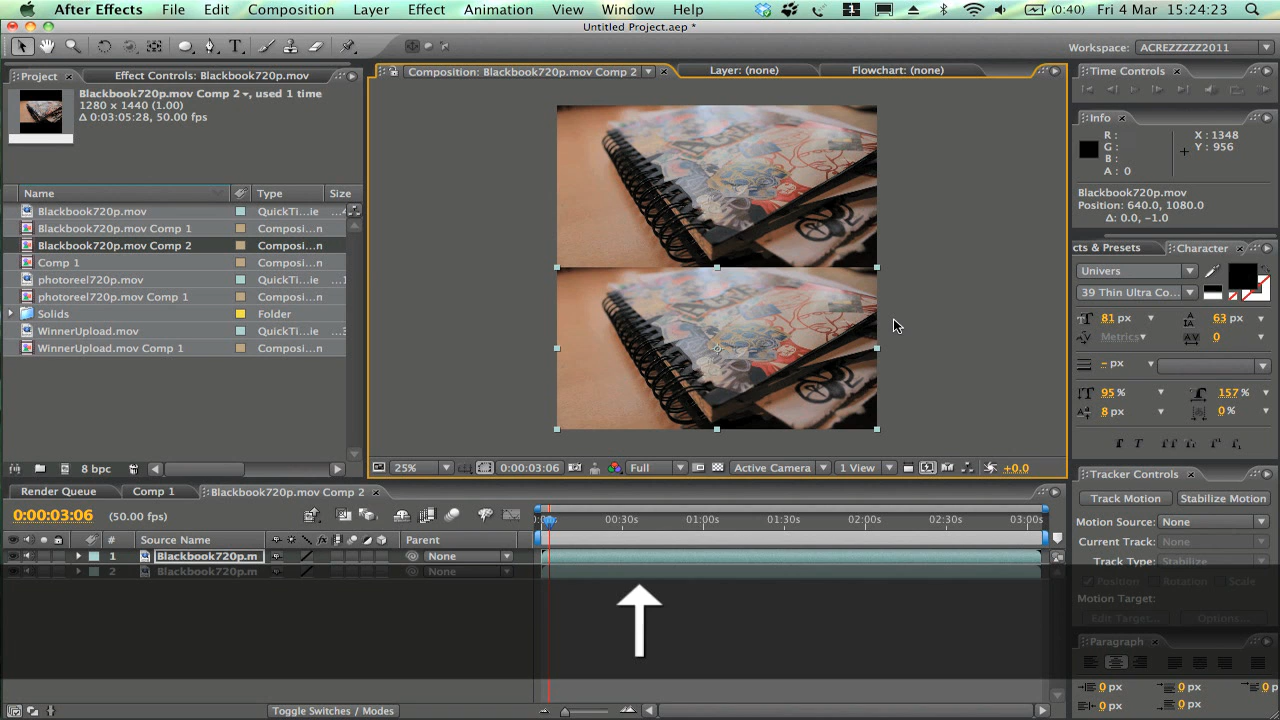 After Effects File Edit Composition Layer Effect Animation View Window Help (0:40) Fri 4 Mar 15:24:23
Untitled Project.aep *
Workspace: ACREZZZZZ2011
Project Effect Controls: Blackbook720p.mov
Blackbook720p.mov Comp 2, used 1 time
1280 x 1440 (1.00)
Δ 0:03:05:28, 50.00 fps
Name Type Size
Blackbook720p.mov QuickTi...ie
Blackbook720p.mov Comp 1 Composi...n
Blackbook720p.mov Comp 2 Composi...n
Comp 1 Composi...n
photoreel720p.mov QuickTi...ie
photoreel720p.mov Comp 1 Composi...n
Solids Folder
WinnerUpload.mov QuickTi...ie
WinnerUpload.mov Comp 1 Composi...n
8 bpc
Composition: Blackbook720p.mov Comp 2 Layer: (none) Flowchart: (none)
25% 0:00:03:06 Full Active Camera 1 View +0.0
Time Controls
Info
R : X : 1348
G : Y : 956
B :
A : 0
Blackbook720p.mov
Position: 640.0, 1080.0
Δ: 0.0, -1.0
cts & Presets Character
Univers
39 Thin Ultra Co...
81 px 63 px
Metrics 0
- px
95 % 157 %
8 px 0 %
T T TT Tt T¹ T₁
Tracker Controls
Track Motion Stabilize Motion
Motion Source: None
Current Track: None
Track Type: Stabilize
Position Rotation Scale
Motion Target:
Edit Target... Options...
Paragraph
0 px 0 px 0 p
0 px 0 px
Render Queue Comp 1 Blackbook720p.mov Comp 2
0:00:03:06 (50.00 fps)
00:30s 01:00s 01:30s 02:00s 02:30s 03:00s
# Source Name Parent
1 Blackbook720p.m None
2 Blackbook720p.m None
Toggle Switches / Modes